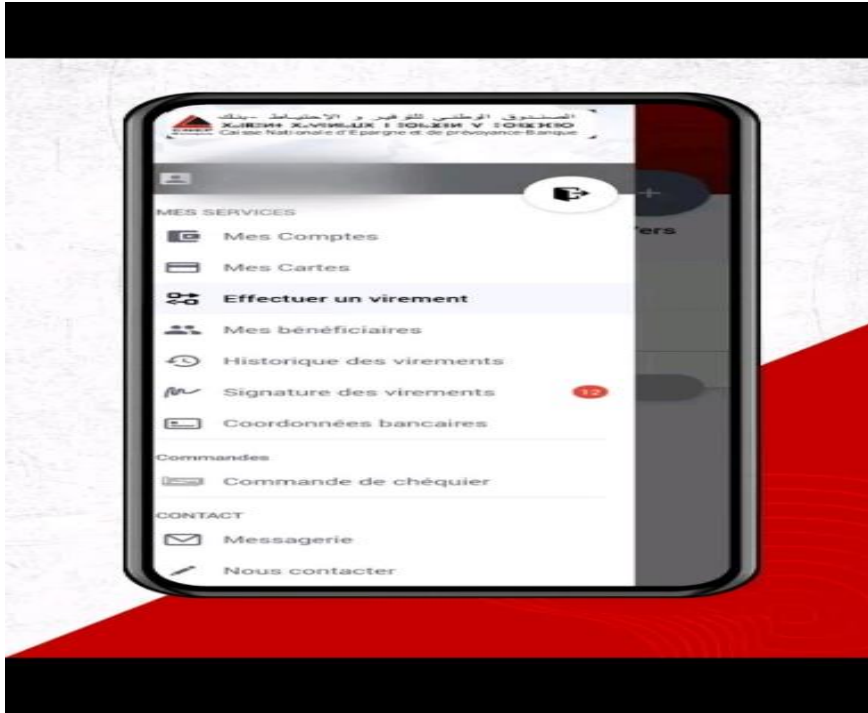 الصندوق الوطني للتوفير و الإحتياط -بنك
Caisse Nationale d'Epargne et de prévoyance-Banque
MES SERVICES
Mes Comptes
ers
Mes Cartes
Effectuer un virement
Mes bénéficiaires
Historique des virements
Signature des virements 12
Coordonnées bancaires
Commandes
Commande de chéquier
CONTACT
Messagerie
Nous contacter